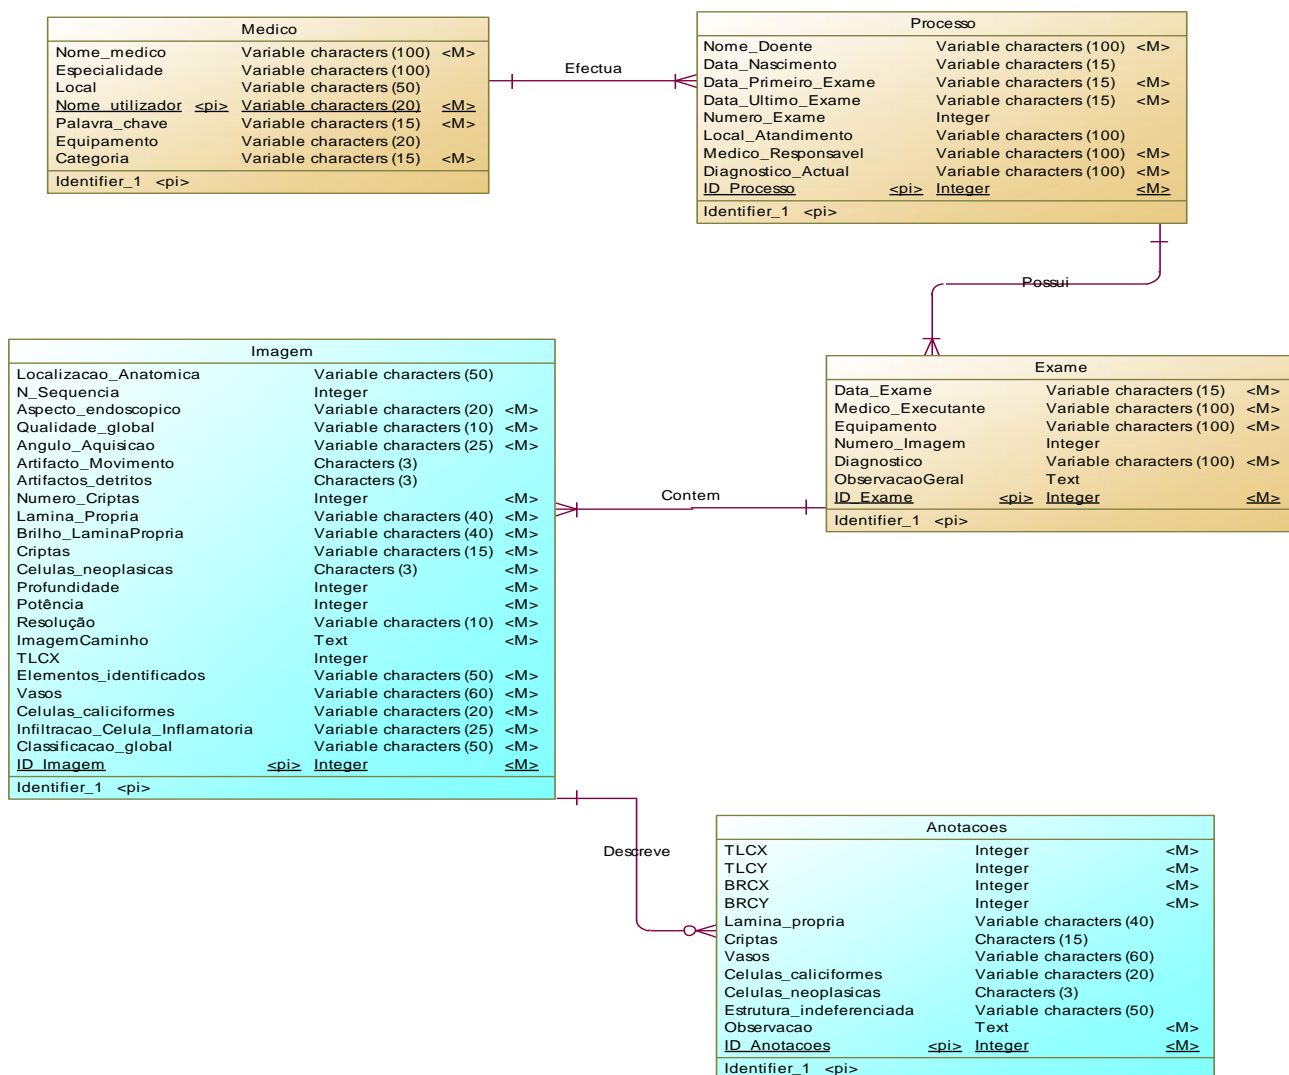 Medico
Nome_medico Variable characters (100) <M>
Especialidade Variable characters (100)
Local Variable characters (50)
Nome_utilizador <pi> Variable characters (20) <M>
Palavra_chave Variable characters (15) <M>
Equipamento Variable characters (20)
Categoria Variable characters (15) <M>
Identifier_1 <pi>
Efectua
Processo
Nome_Doente Variable characters (100) <M>
Data_Nascimento Variable characters (15)
Data_Primeiro_Exame Variable characters (15) <M>
Data_Ultimo_Exame Variable characters (15) <M>
Numero_Exame Integer
Local_Atandimento Variable characters (100)
Medico_Responsavel Variable characters (100) <M>
Diagnostico_Actual Variable characters (100) <M>
ID_Processo <pi> Integer <M>
Identifier_1 <pi>
Possui
Imagem
Localizacao_Anatomica Variable characters (50)
N_Sequencia Integer
Aspecto_endoscopico Variable characters (20) <M>
Qualidade_global Variable characters (10) <M>
Angulo_Aquisicao Variable characters (25) <M>
Artifacto_Movimento Characters (3)
Artifactos_detritos Characters (3)
Numero_Criptas Integer <M>
Lamina_Propria Variable characters (40) <M>
Brilho_LaminaPropria Variable characters (40) <M>
Criptas Variable characters (15) <M>
Celulas_neoplasicas Characters (3) <M>
Profundidade Integer <M>
Potência Integer <M>
Resolução Variable characters (10) <M>
ImagemCaminho Text <M>
TLCX Integer
Elementos_identificados Variable characters (50) <M>
Vasos Variable characters (60) <M>
Celulas_caliciformes Variable characters (20) <M>
Infiltracao_Celula_Inflamatoria Variable characters (25) <M>
Classificacao_global Variable characters (50) <M>
ID_Imagem <pi> Integer <M>
Identifier_1 <pi>
Contem
Exame
Data_Exame Variable characters (15) <M>
Medico_Executante Variable characters (100) <M>
Equipamento Variable characters (100) <M>
Numero_Imagem Integer
Diagnostico Variable characters (100) <M>
ObservacaoGeral Text
ID_Exame <pi> Integer <M>
Identifier_1 <pi>
Descreve
Anotacoes
TLCX Integer <M>
TLCY Integer <M>
BRCX Integer <M>
BRCY Integer <M>
Lamina_propria Variable characters (40)
Criptas Characters (15)
Vasos Variable characters (60)
Celulas_caliciformes Variable characters (20)
Celulas_neoplasicas Characters (3)
Estrutura_indeferenciada Variable characters (50)
Observacao Text <M>
ID_Anotacoes <pi> Integer <M>
Identifier_1 <pi>